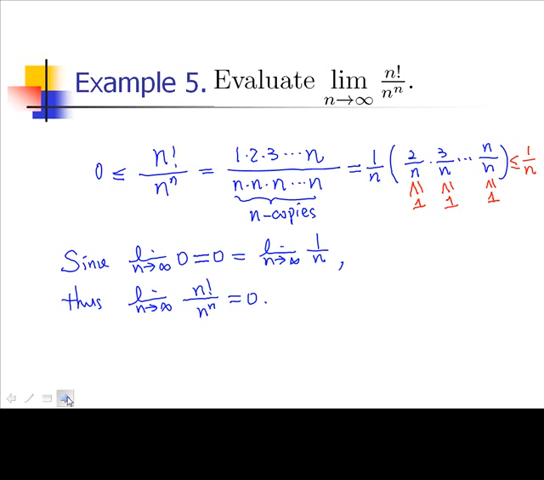 Example 5. Evaluate lim n→∞ n!/nⁿ.
0 ≤ n!/nⁿ = 1·2·3···n / n·n·n···n = 1/n ( 2/n · 3/n ··· n/n ) ≤ 1/n
n-copies
≤ 1 ≤ 1 ≤ 1
Since lim n→∞ 0 = 0 = lim n→∞ 1/n ,
thus lim n→∞ n!/nⁿ = 0.